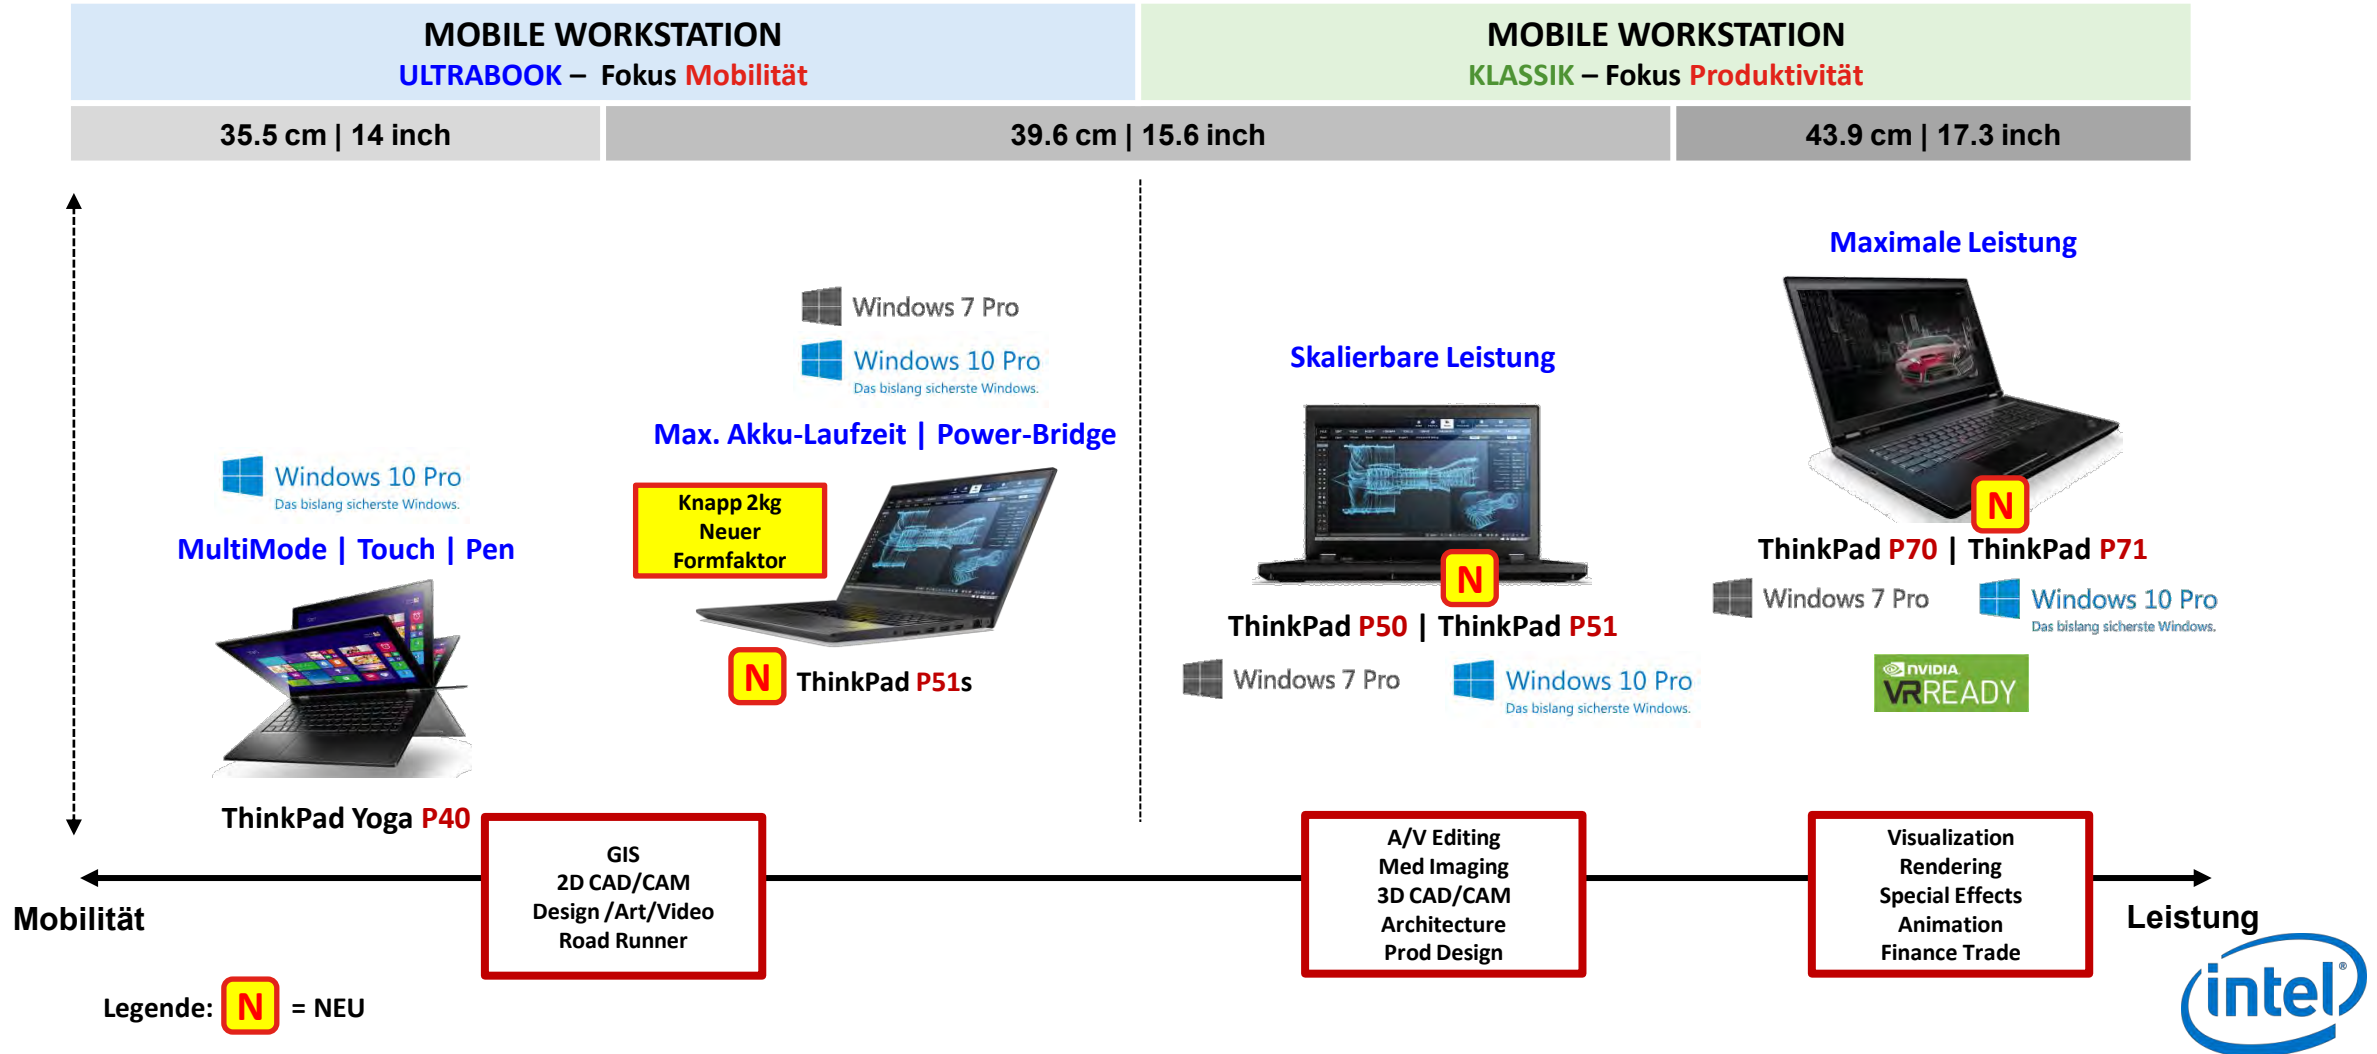 MOBILE WORKSTATION
ULTRABOOK – Fokus Mobilität
MOBILE WORKSTATION
KLASSIK – Fokus Produktivität
35.5 cm | 14 inch
39.6 cm | 15.6 inch
43.9 cm | 17.3 inch
Windows 10 Pro
Das bislang sicherste Windows.
MultiMode | Touch | Pen
ThinkPad Yoga P40
Windows 7 Pro
Windows 10 Pro
Das bislang sicherste Windows.
Max. Akku-Laufzeit | Power-Bridge
Knapp 2kg
Neuer
Formfaktor
N ThinkPad P51s
Skalierbare Leistung
N
ThinkPad P50 | ThinkPad P51
Windows 7 Pro
Windows 10 Pro
Das bislang sicherste Windows.
Maximale Leistung
N
ThinkPad P70 | ThinkPad P71
Windows 7 Pro
Windows 10 Pro
Das bislang sicherste Windows.
NVIDIA
VRREADY
GIS
2D CAD/CAM
Design /Art/Video
Road Runner
A/V Editing
Med Imaging
3D CAD/CAM
Architecture
Prod Design
Visualization
Rendering
Special Effects
Animation
Finance Trade
Mobilität
Leistung
Legende: N = NEU
intel®